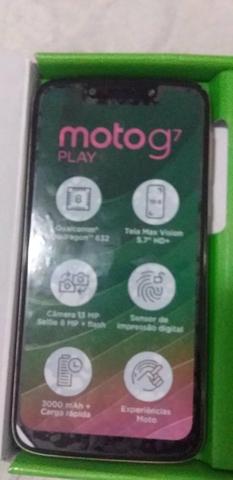 moto g7
PLAY
Qualcomm®
Snapdragon™ 632
Tela Max Vision
5.7" HD+
Câmera 13 MP
Selfie 8 MP + flash
Sensor de
impressão digital
3000 mAh +
Carga rápida
Experiências
Moto